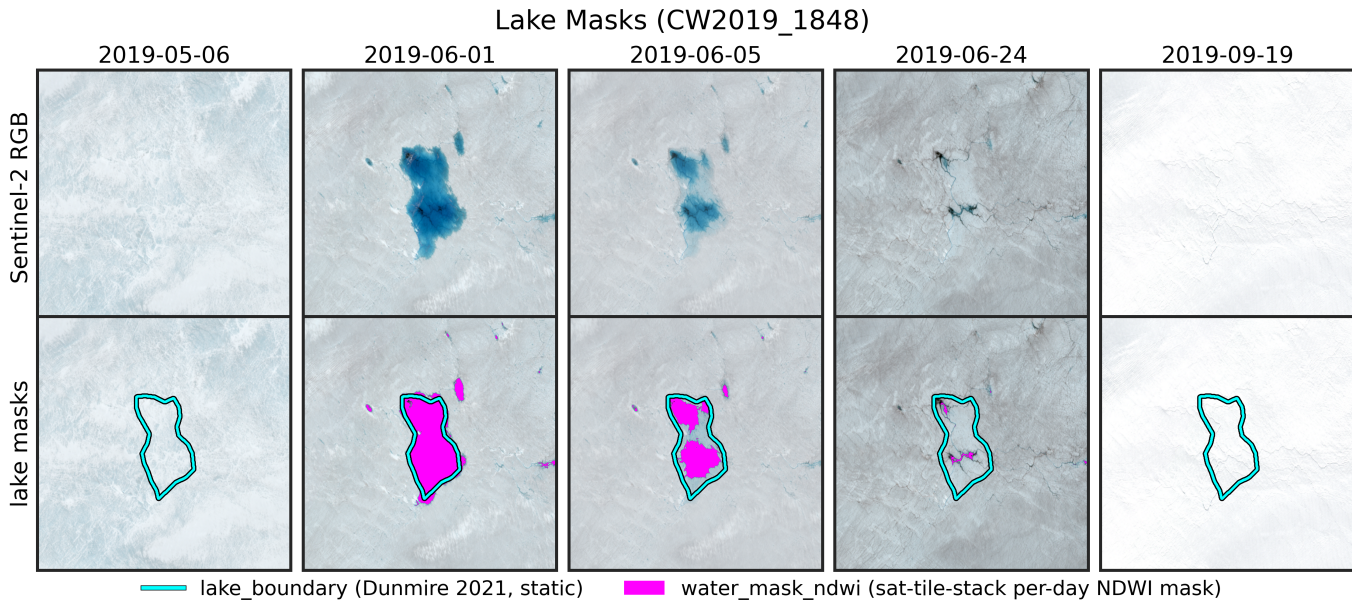 Lake Masks (CW2019_1848)
2019-05-06 2019-06-01 2019-06-05 2019-06-24 2019-09-19
Sentinel-2 RGB
lake masks
lake_boundary (Dunmire 2021, static) water_mask_ndwi (sat-tile-stack per-day NDWI mask)